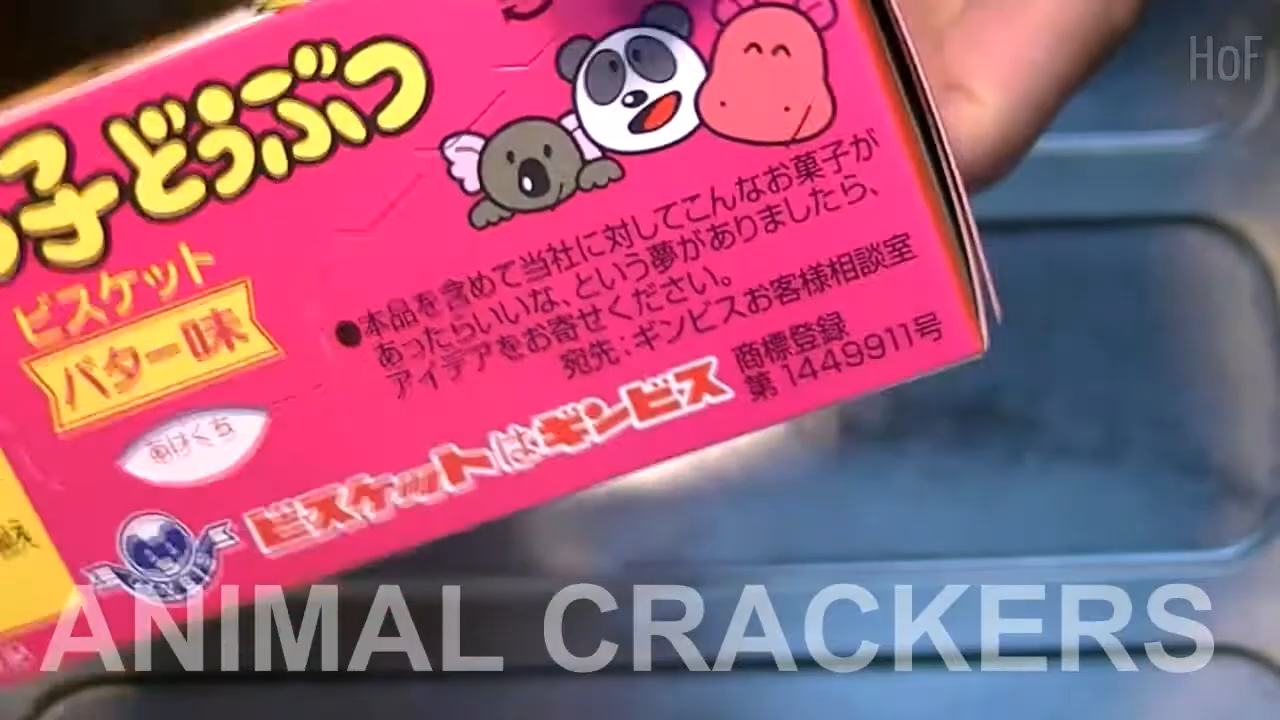 HoF
子どうぶつ
ビスケット
バター味
あけくち
●本品を含めて当社に対してこんなお菓子が
あったらいいな、という夢がありましたら、
アイデアをお寄せください。
宛先:ギンビスお客様相談室
商標登録
第1449911号
ビスケットはギンビス
ANIMAL CRACKERS